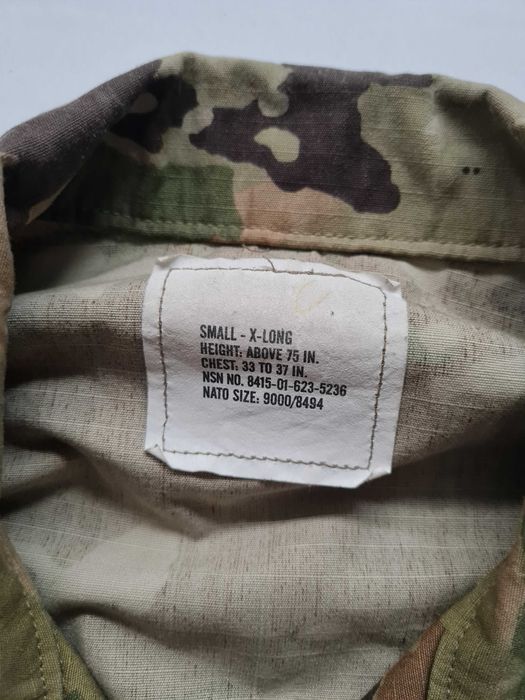 SMALL - X-LONG
HEIGHT: ABOVE 75 IN.
CHEST: 33 TO 37 IN.
NSN NO. 8415-01-623-5236
NATO SIZE: 9000/8494